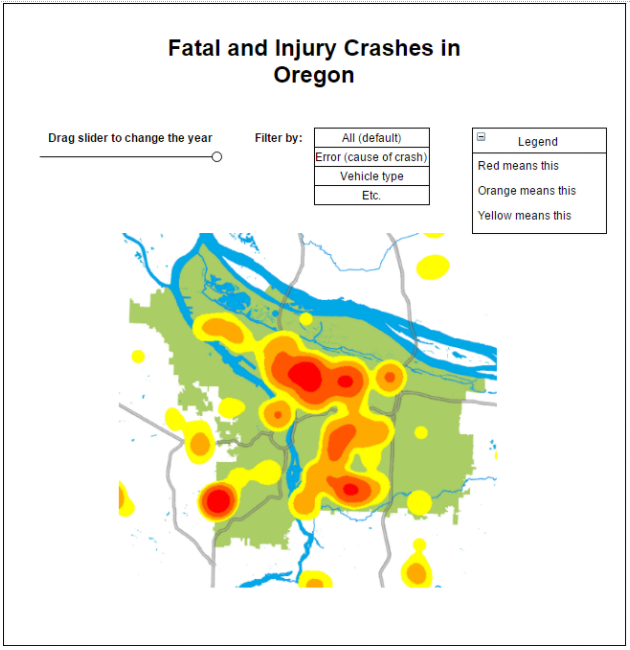 Fatal and Injury Crashes in
Oregon
Drag slider to change the year
Filter by:
All (default)
Error (cause of crash)
Vehicle type
Etc.
Legend
Red means this
Orange means this
Yellow means this